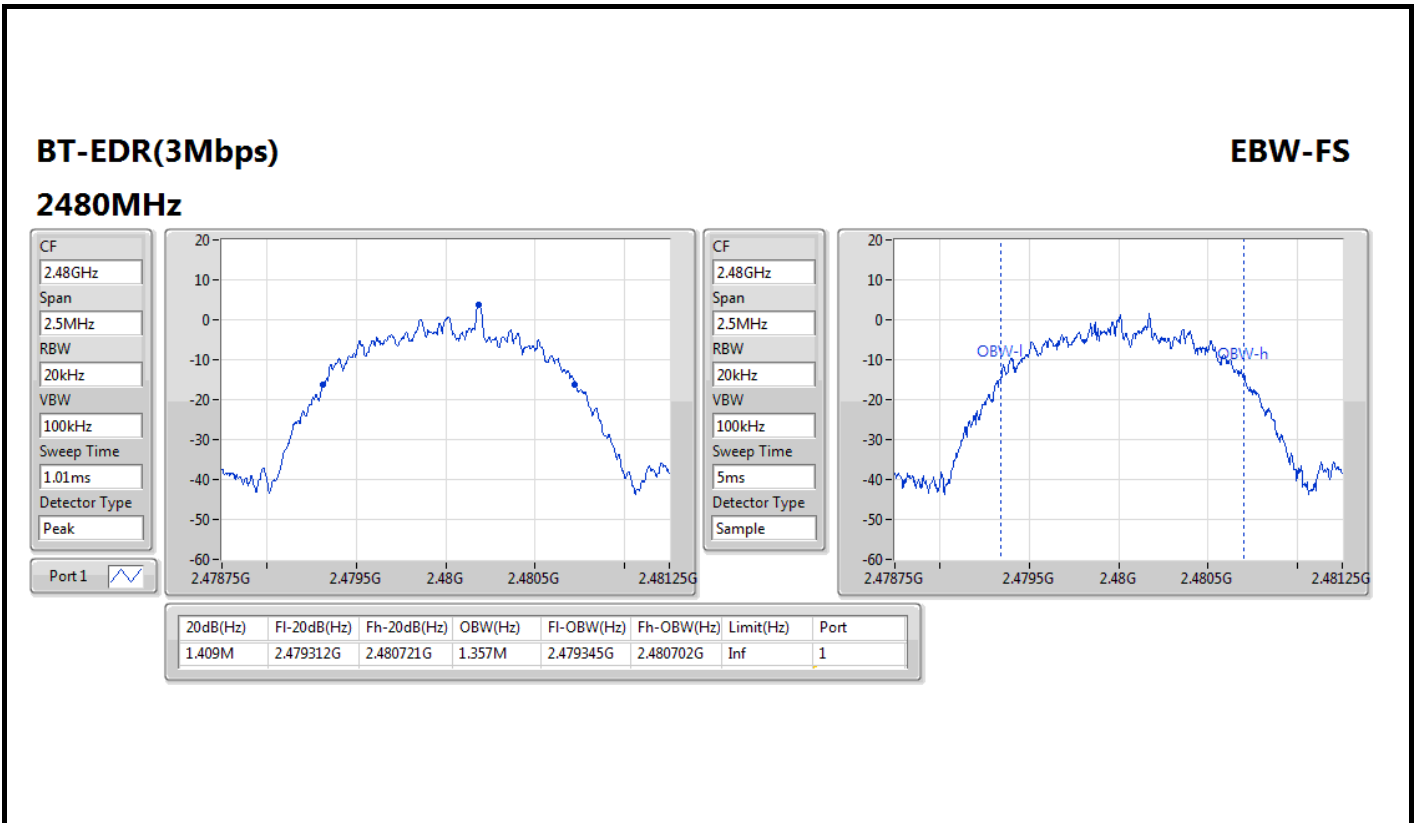 BT-EDR(3Mbps)
EBW-FS
2480MHz
CF
2.48GHz
Span
2.5MHz
RBW
20kHz
VBW
100kHz
Sweep Time
1.01ms
Detector Type
Peak
Port 1
20
10
0
-10
-20
-30
-40
-50
-60
2.47875G 2.4795G 2.48G 2.4805G 2.48125G
CF
2.48GHz
Span
2.5MHz
RBW
20kHz
VBW
100kHz
Sweep Time
5ms
Detector Type
Sample
20
10
0
-10
-20
-30
-40
-50
-60
OBW-l
OBW-h
2.47875G 2.4795G 2.48G 2.4805G 2.48125G
20dB(Hz) Fl-20dB(Hz) Fh-20dB(Hz) OBW(Hz) Fl-OBW(Hz) Fh-OBW(Hz) Limit(Hz) Port
1.409M 2.479312G 2.480721G 1.357M 2.479345G 2.480702G Inf 1